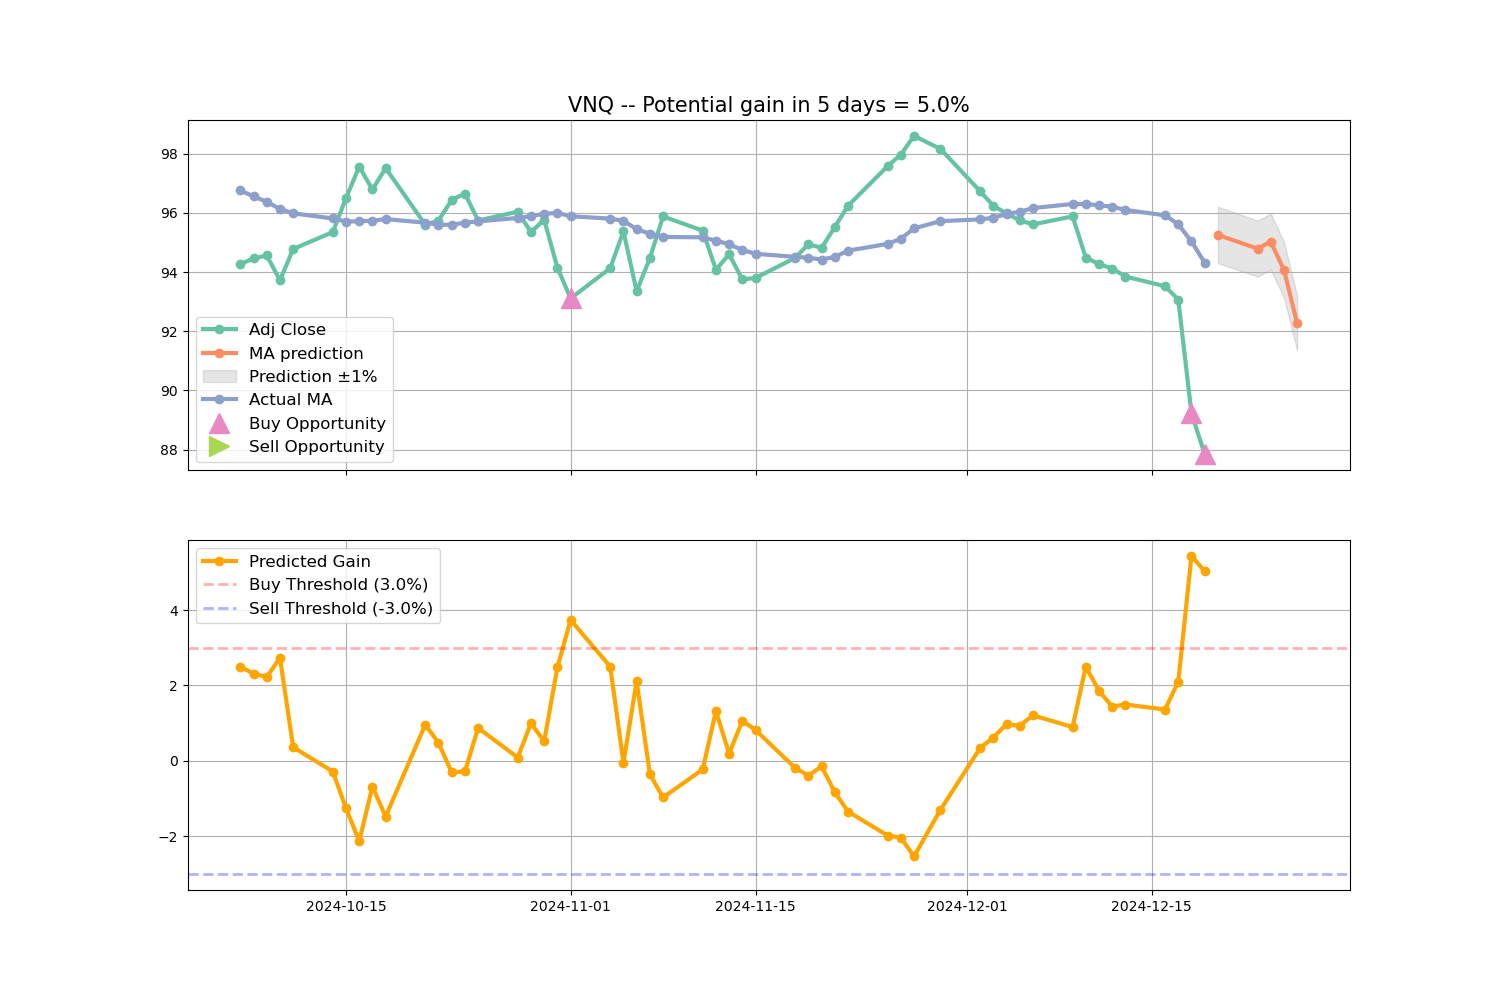 VNQ -- Potential gain in 5 days = 5.0%
98
96
94
92
90
88
Adj Close
MA prediction
Prediction ±1%
Actual MA
Buy Opportunity
Sell Opportunity
Predicted Gain
Buy Threshold (3.0%)
Sell Threshold (-3.0%)
4
2
0
−2
2024-10-15
2024-11-01
2024-11-15
2024-12-01
2024-12-15